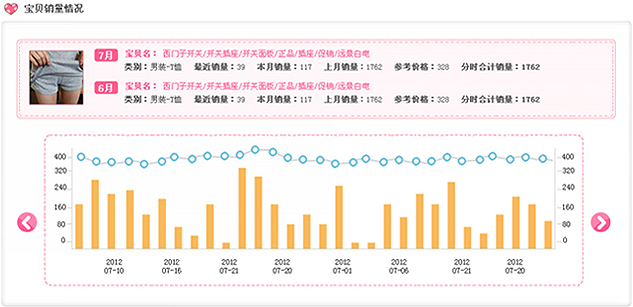 宝贝销量情况
7月 宝贝名： 西门子开关/开关插座/开关面板/正品/插座/促销/远景白电
类别：男装-T恤 最近销量：39 本月销量：117 上月销量：1762 参考价格：328 分时合计销量：1762
6月 宝贝名： 西门子开关/开关插座/开关面板/正品/插座/促销/远景白电
类别：男装-T恤 最近销量：39 本月销量：117 上月销量：1762 参考价格：328 分时合计销量：1762
400 400
320 320
240 240
160 160
80 80
0 0
2012 2012 2012 2012 2012 2012 2012 2012
07-10 07-16 07-21 07-20 07-01 07-06 07-21 07-20